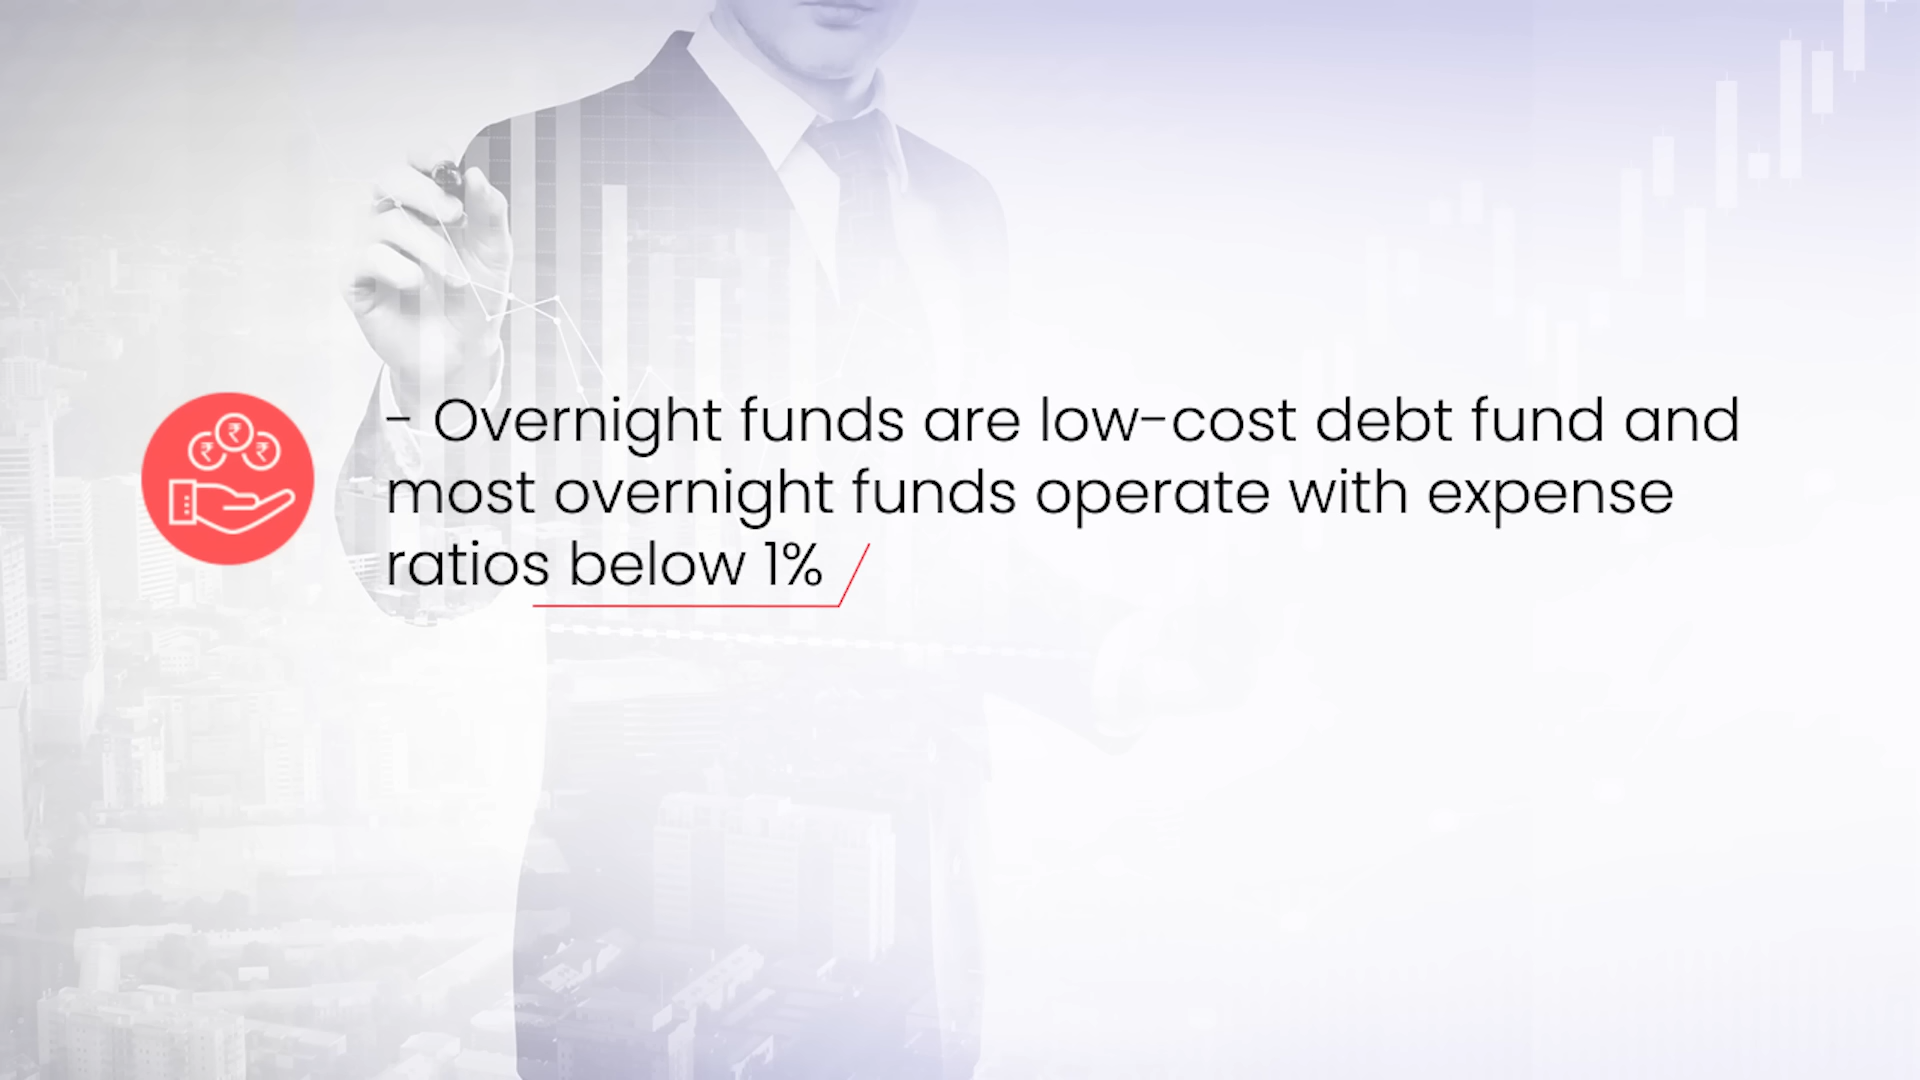 - Overnight funds are low-cost debt fund and
most overnight funds operate with expense
ratios below 1%